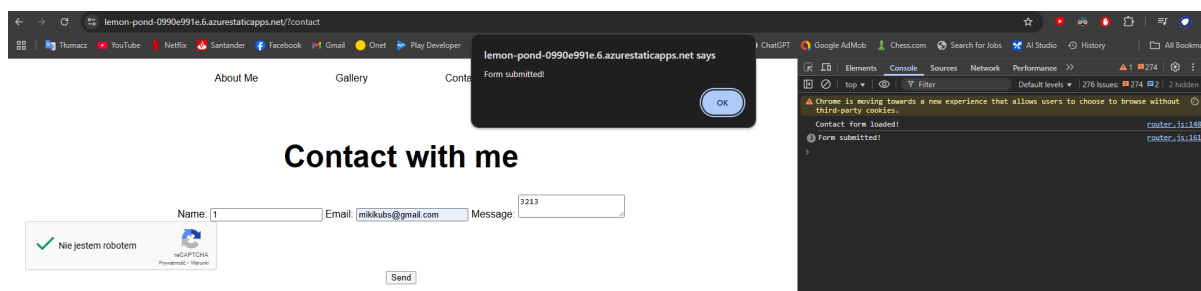 lemon-pond-0990e991e.6.azurestaticapps.net/?contact
Tłumacz YouTube Netflix Santander Facebook Gmail Onet Play Developer ChatGPT Google AdMob Chess.com Search for Jobs AI Studio History All Bookma
lemon-pond-0990e991e.6.azurestaticapps.net says
Form submitted!
OK
About Me Gallery Conta
Contact with me
Name: 1 Email: mikikubs@gmail.com Message: 3213
Nie jestem robotem
reCAPTCHA
Prywatność - Warunki
Send
Elements Console Sources Network Performance 1 274
top Filter Default levels 276 Issues: 274 2 2 hidden
Chrome is moving towards a new experience that allows users to choose to browse without
third-party cookies.
Contact form loaded! router.js:148
3 Form submitted! router.js:161